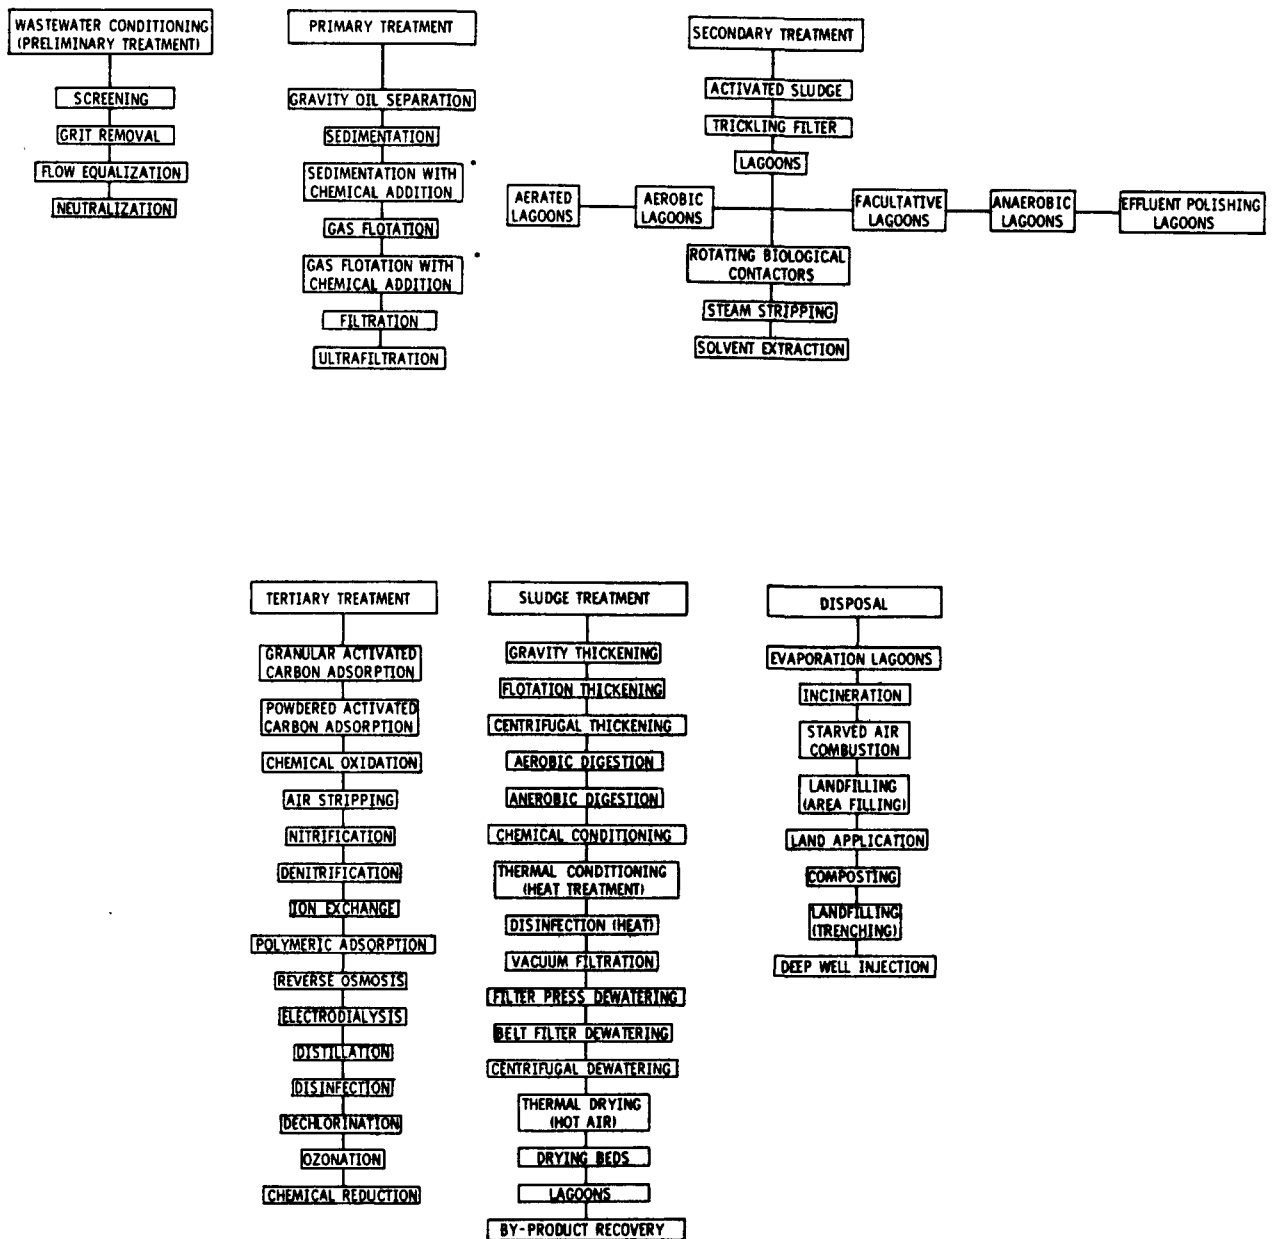 WASTEWATER CONDITIONING
(PRELIMINARY TREATMENT)
SCREENING
GRIT REMOVAL
FLOW EQUALIZATION
NEUTRALIZATION
PRIMARY TREATMENT
GRAVITY OIL SEPARATION
SEDIMENTATION
SEDIMENTATION WITH
CHEMICAL ADDITION
GAS FLOTATION
GAS FLOTATION WITH
CHEMICAL ADDITION
FILTRATION
ULTRAFILTRATION
SECONDARY TREATMENT
ACTIVATED SLUDGE
TRICKLING FILTER
LAGOONS
AERATED
LAGOONS
AEROBIC
LAGOONS
FACULTATIVE
LAGOONS
ANAEROBIC
LAGOONS
EFFLUENT POLISHING
LAGOONS
ROTATING BIOLOGICAL
CONTACTORS
STEAM STRIPPING
SOLVENT EXTRACTION
TERTIARY TREATMENT
GRANULAR ACTIVATED
CARBON ADSORPTION
POWDERED ACTIVATED
CARBON ADSORPTION
CHEMICAL OXIDATION
AIR STRIPPING
NITRIFICATION
DENITRIFICATION
ION EXCHANGE
POLYMERIC ADSORPTION
REVERSE OSMOSIS
ELECTRODIALYSIS
DISTILLATION
DISINFECTION
DECHLORINATION
OZONATION
CHEMICAL REDUCTION
SLUDGE TREATMENT
GRAVITY THICKENING
FLOTATION THICKENING
CENTRIFUGAL THICKENING
AEROBIC DIGESTION
ANEROBIC DIGESTION
CHEMICAL CONDITIONING
THERMAL CONDITIONING
(HEAT TREATMENT)
DISINFECTION (HEAT)
VACUUM FILTRATION
FILTER PRESS DEWATERING
BELT FILTER DEWATERING
CENTRIFUGAL DEWATERING
THERMAL DRYING
(HOT AIR)
DRYING BEDS
LAGOONS
BY-PRODUCT RECOVERY
DISPOSAL
EVAPORATION LAGOONS
INCINERATION
STARVED AIR
COMBUSTION
LANDFILLING
(AREA FILLING)
LAND APPLICATION
COMPOSTING
LANDFILLING
(TRENCHING)
DEEP WELL INJECTION